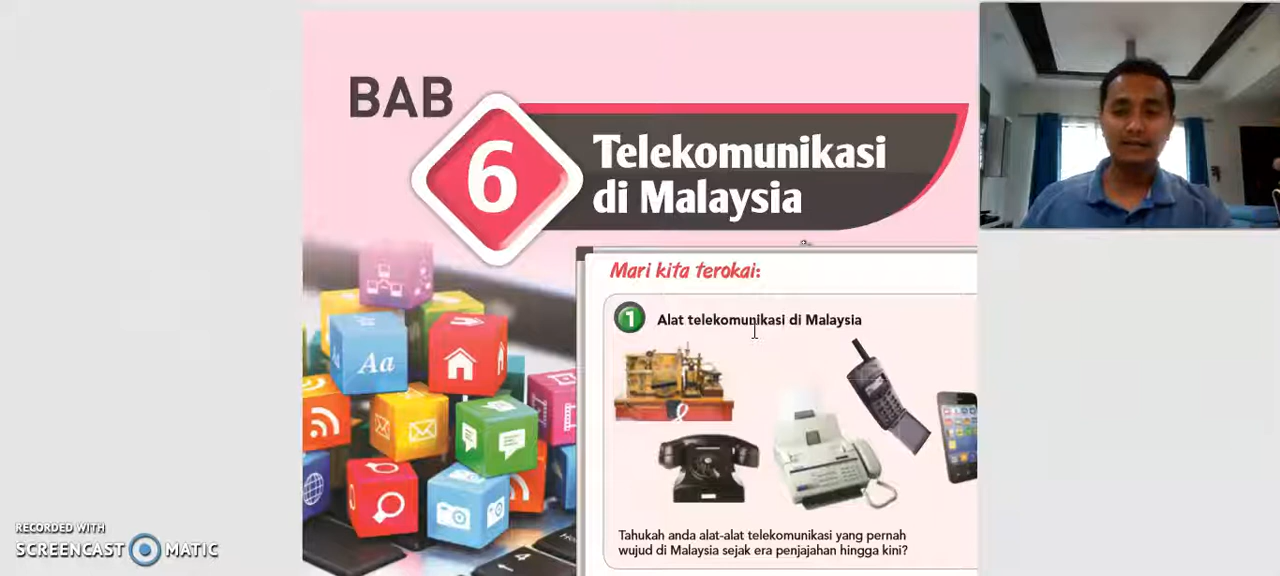 BAB
6
Telekomunikasi
di Malaysia
Mari kita terokai:
1 Alat telekomunikasi di Malaysia
Aa
Tahukah anda alat-alat telekomunikasi yang pernah
wujud di Malaysia sejak era penjajahan hingga kini?
RECORDED WITH
SCREENCAST MATIC